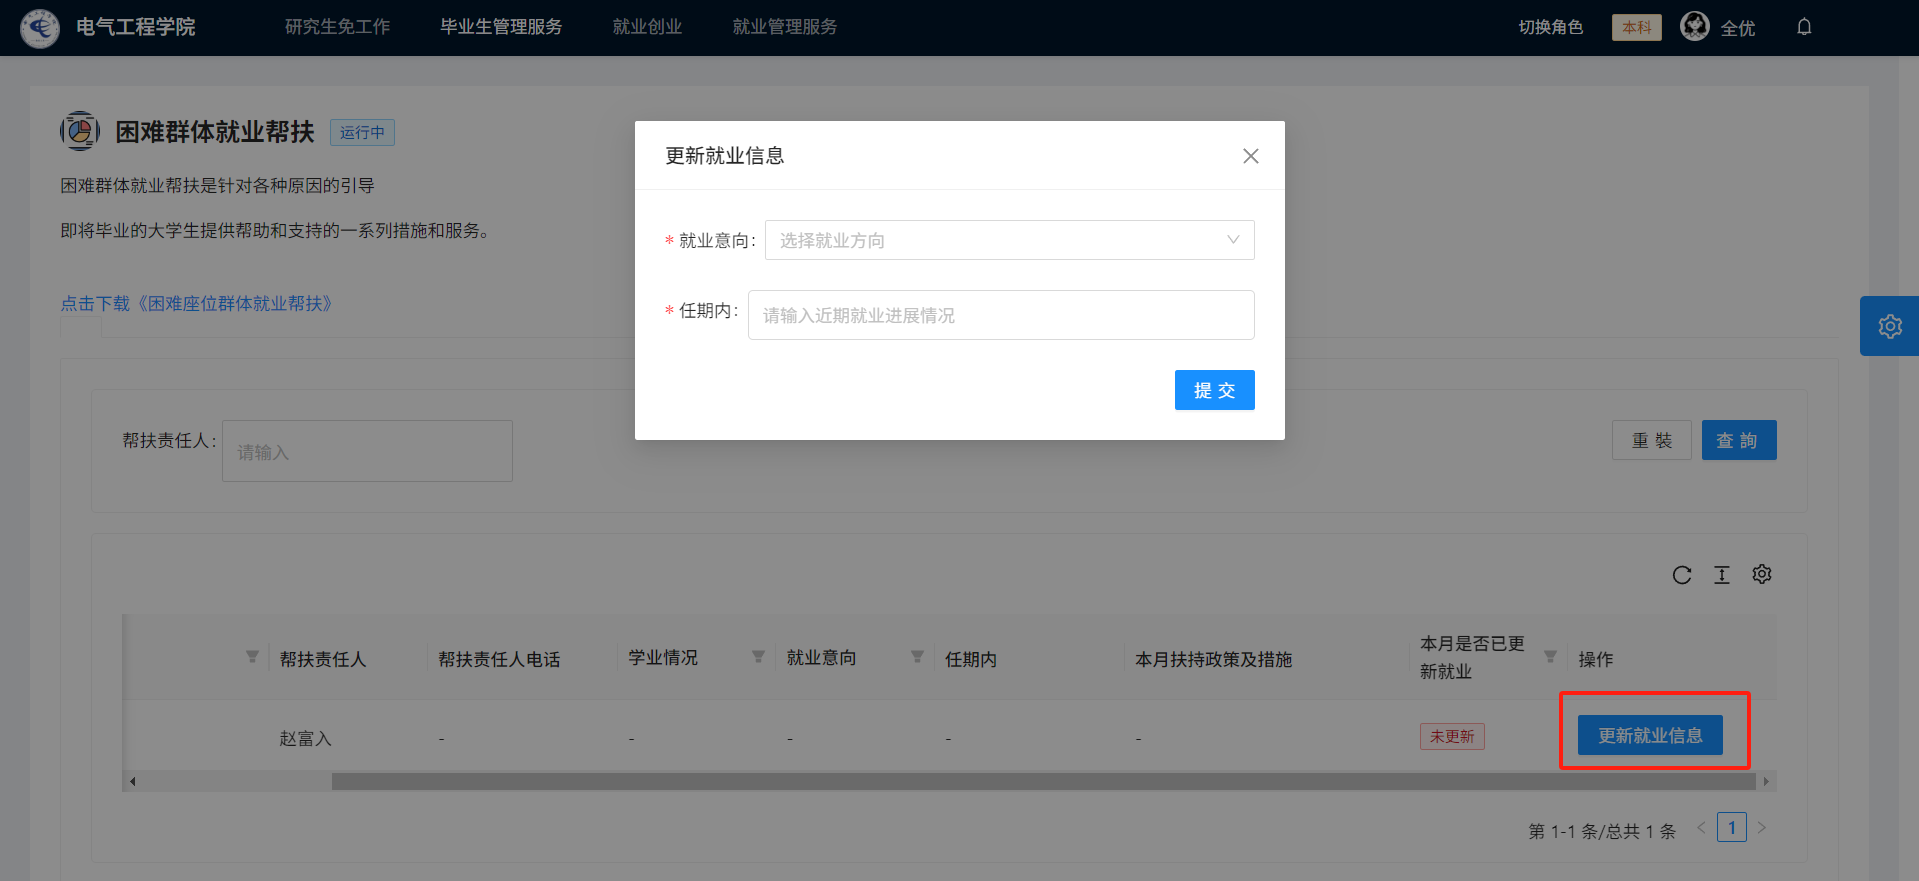 电气工程学院
研究生免工作
毕业生管理服务
就业创业
就业管理服务
切换角色
本科
全优
困难群体就业帮扶
运行中
困难群体就业帮扶是针对各种原因的引导
即将毕业的大学生提供帮助和支持的一系列措施和服务。
点击下载《困难座位群体就业帮扶》
更新就业信息
* 就业意向:
选择就业方向
* 任期内:
请输入近期就业进展情况
提 交
帮扶责任人:
请输入
重 裝
查 詢
帮扶责任人
帮扶责任人电话
学业情况
就业意向
任期内
本月扶持政策及措施
本月是否已更
新就业
操作
赵富入
-
-
-
-
-
未更新
更新就业信息
第 1-1 条/总共 1 条
1